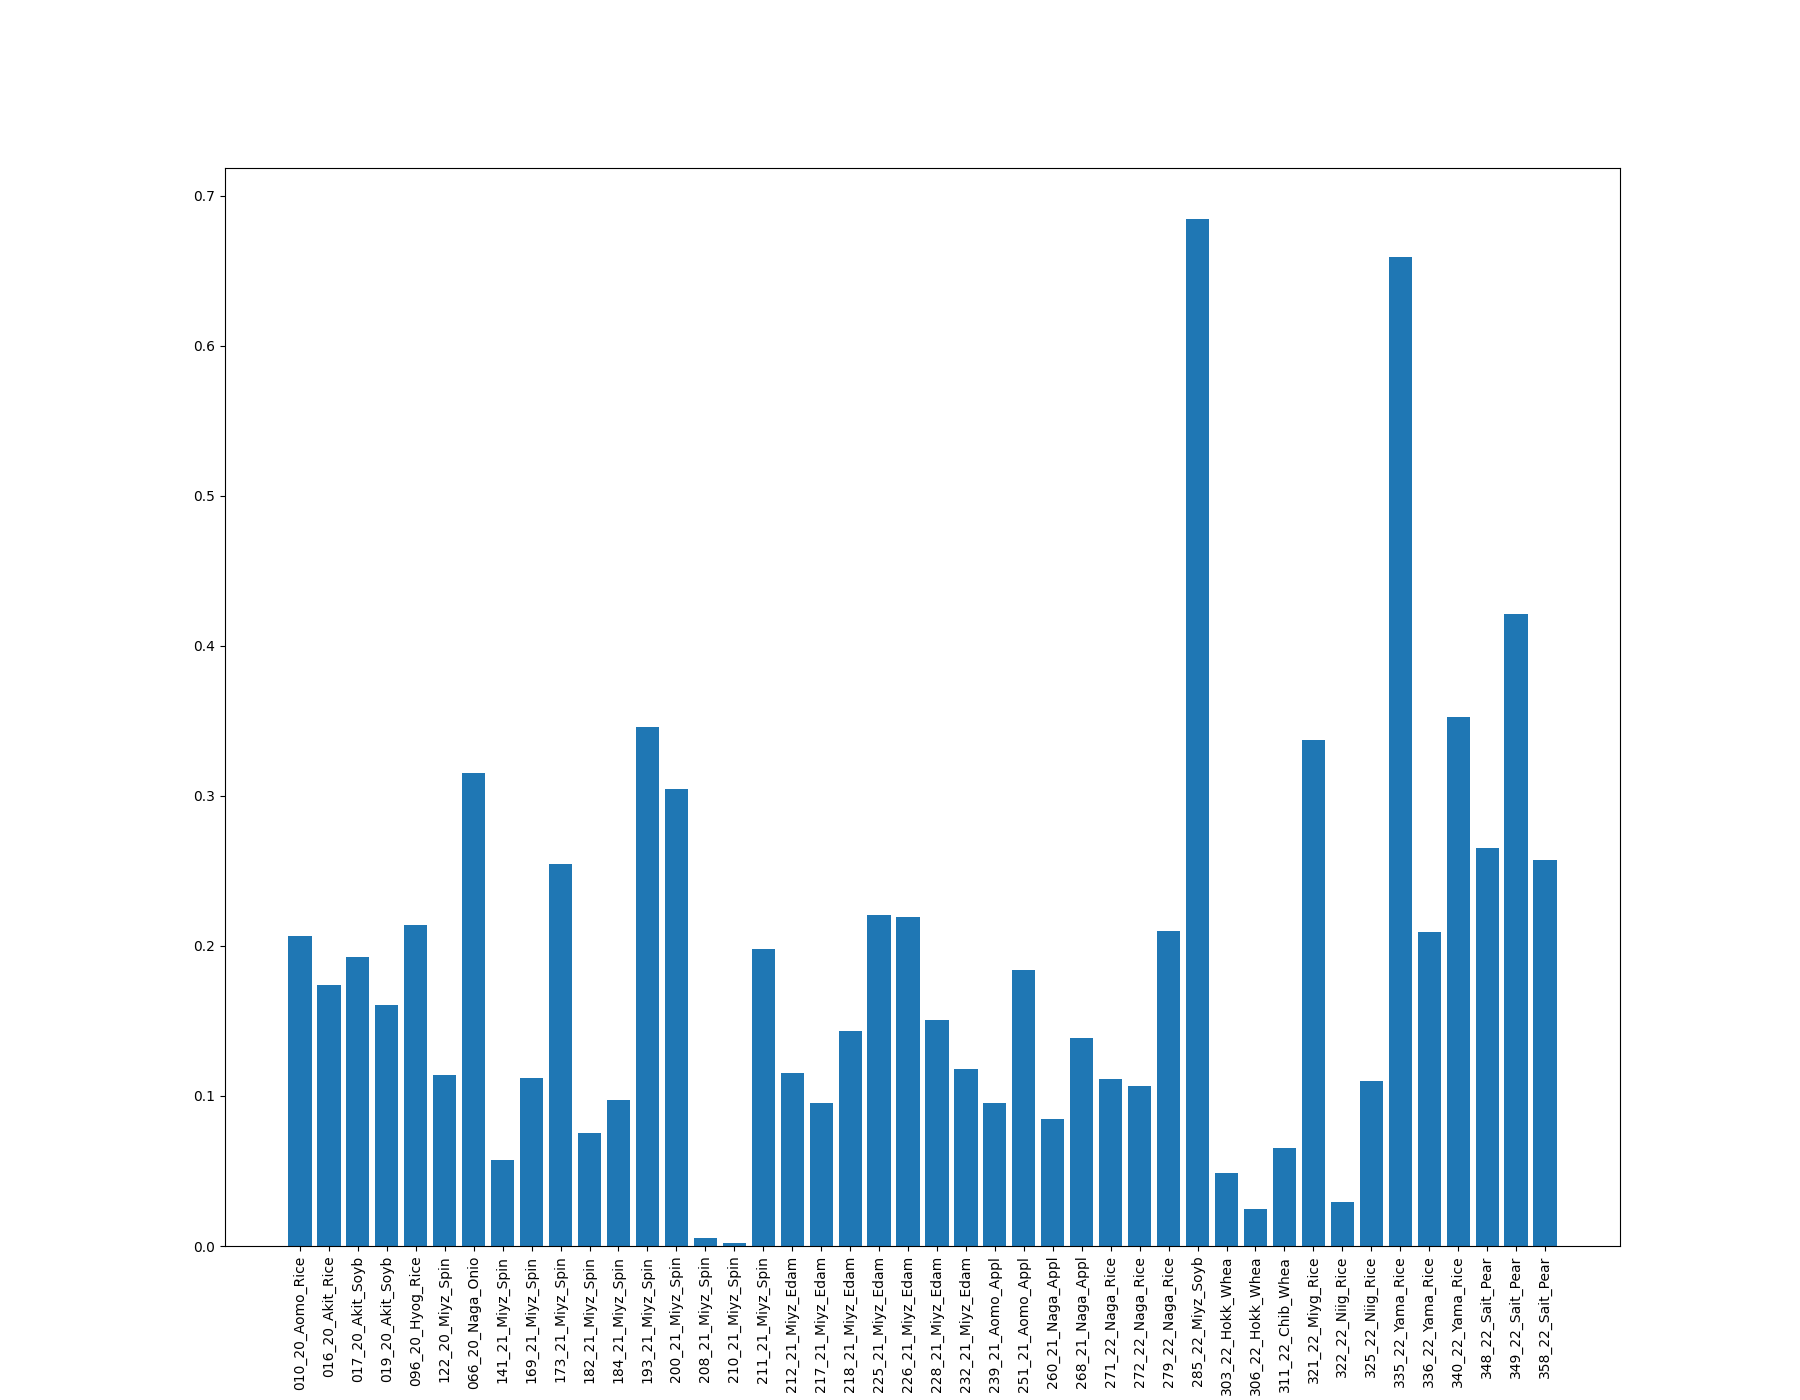 0.7
0.6
0.5
0.4
0.3
0.2
0.1
0.0
010_20_Aomo_Rice
016_20_Akit_Rice
017_20_Akit_Soyb
019_20_Akit_Soyb
096_20_Hyog_Rice
122_20_Miyz_Spin
066_20_Naga_Onio
141_21_Miyz_Spin
169_21_Miyz_Spin
173_21_Miyz_Spin
182_21_Miyz_Spin
184_21_Miyz_Spin
193_21_Miyz_Spin
200_21_Miyz_Spin
208_21_Miyz_Spin
210_21_Miyz_Spin
211_21_Miyz_Spin
212_21_Miyz_Edam
217_21_Miyz_Edam
218_21_Miyz_Edam
225_21_Miyz_Edam
226_21_Miyz_Edam
228_21_Miyz_Edam
232_21_Miyz_Edam
239_21_Aomo_Appl
251_21_Aomo_Appl
260_21_Naga_Appl
268_21_Naga_Appl
271_22_Naga_Rice
272_22_Naga_Rice
279_22_Naga_Rice
285_22_Miyz_Soyb
303_22_Hokk_Whea
306_22_Hokk_Whea
311_22_Chib_Whea
321_22_Miyg_Rice
322_22_Niig_Rice
325_22_Niig_Rice
335_22_Yama_Rice
336_22_Yama_Rice
340_22_Yama_Rice
348_22_Sait_Pear
349_22_Sait_Pear
358_22_Sait_Pear